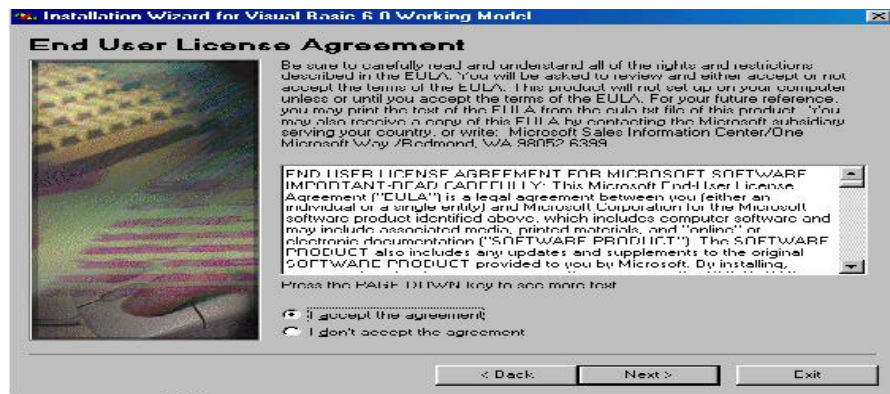 Installation Wizard for Visual Basic 6.0 Working Model
End User License Agreement
Be sure to carefully read and understand all of the rights and restrictions
described in the EULA. You will be asked to review and either accept or not
accept the terms of the EULA. This product will not set up on your computer
unless or until you accept the terms of the EULA. For your future reference,
you may print the text of the EULA from the eula.txt file of this product. You
may also receive a copy of this EULA by contacting the Microsoft subsidiary
serving your country, or write: Microsoft Sales Information Center/One
Microsoft Way/Redmond, WA 98052-6399.
END-USER LICENSE AGREEMENT FOR MICROSOFT SOFTWARE
IMPORTANT-READ CAREFULLY: This Microsoft End-User License
Agreement ("EULA") is a legal agreement between you (either an
individual or a single entity) and Microsoft Corporation for the Microsoft
software product identified above, which includes computer software and
may include associated media, printed materials, and "online" or
electronic documentation ("SOFTWARE PRODUCT"). The SOFTWARE
PRODUCT also includes any updates and supplements to the original
SOFTWARE PRODUCT provided to you by Microsoft. By installing,
Press the PAGE DOWN key to see more text.
I accept the agreement
I don't accept the agreement
< Back
Next >
Exit